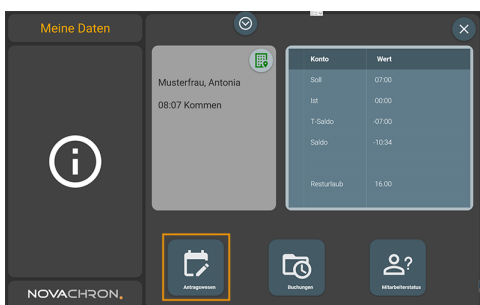 Meine Daten
Musterfrau, Antonia
08:07 Kommen
Konto Wert
Soll 07:00
Ist 00:00
T-Saldo -07:00
Saldo -10:34
Resturlaub 16.00
Antragswesen
Buchungen
Mitarbeiterstatus
NOVACHRON.